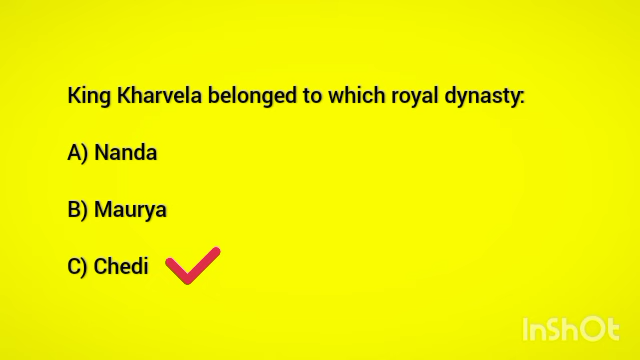 King Kharvela belonged to which royal dynasty:
A) Nanda
B) Maurya
C) Chedi
InShOt